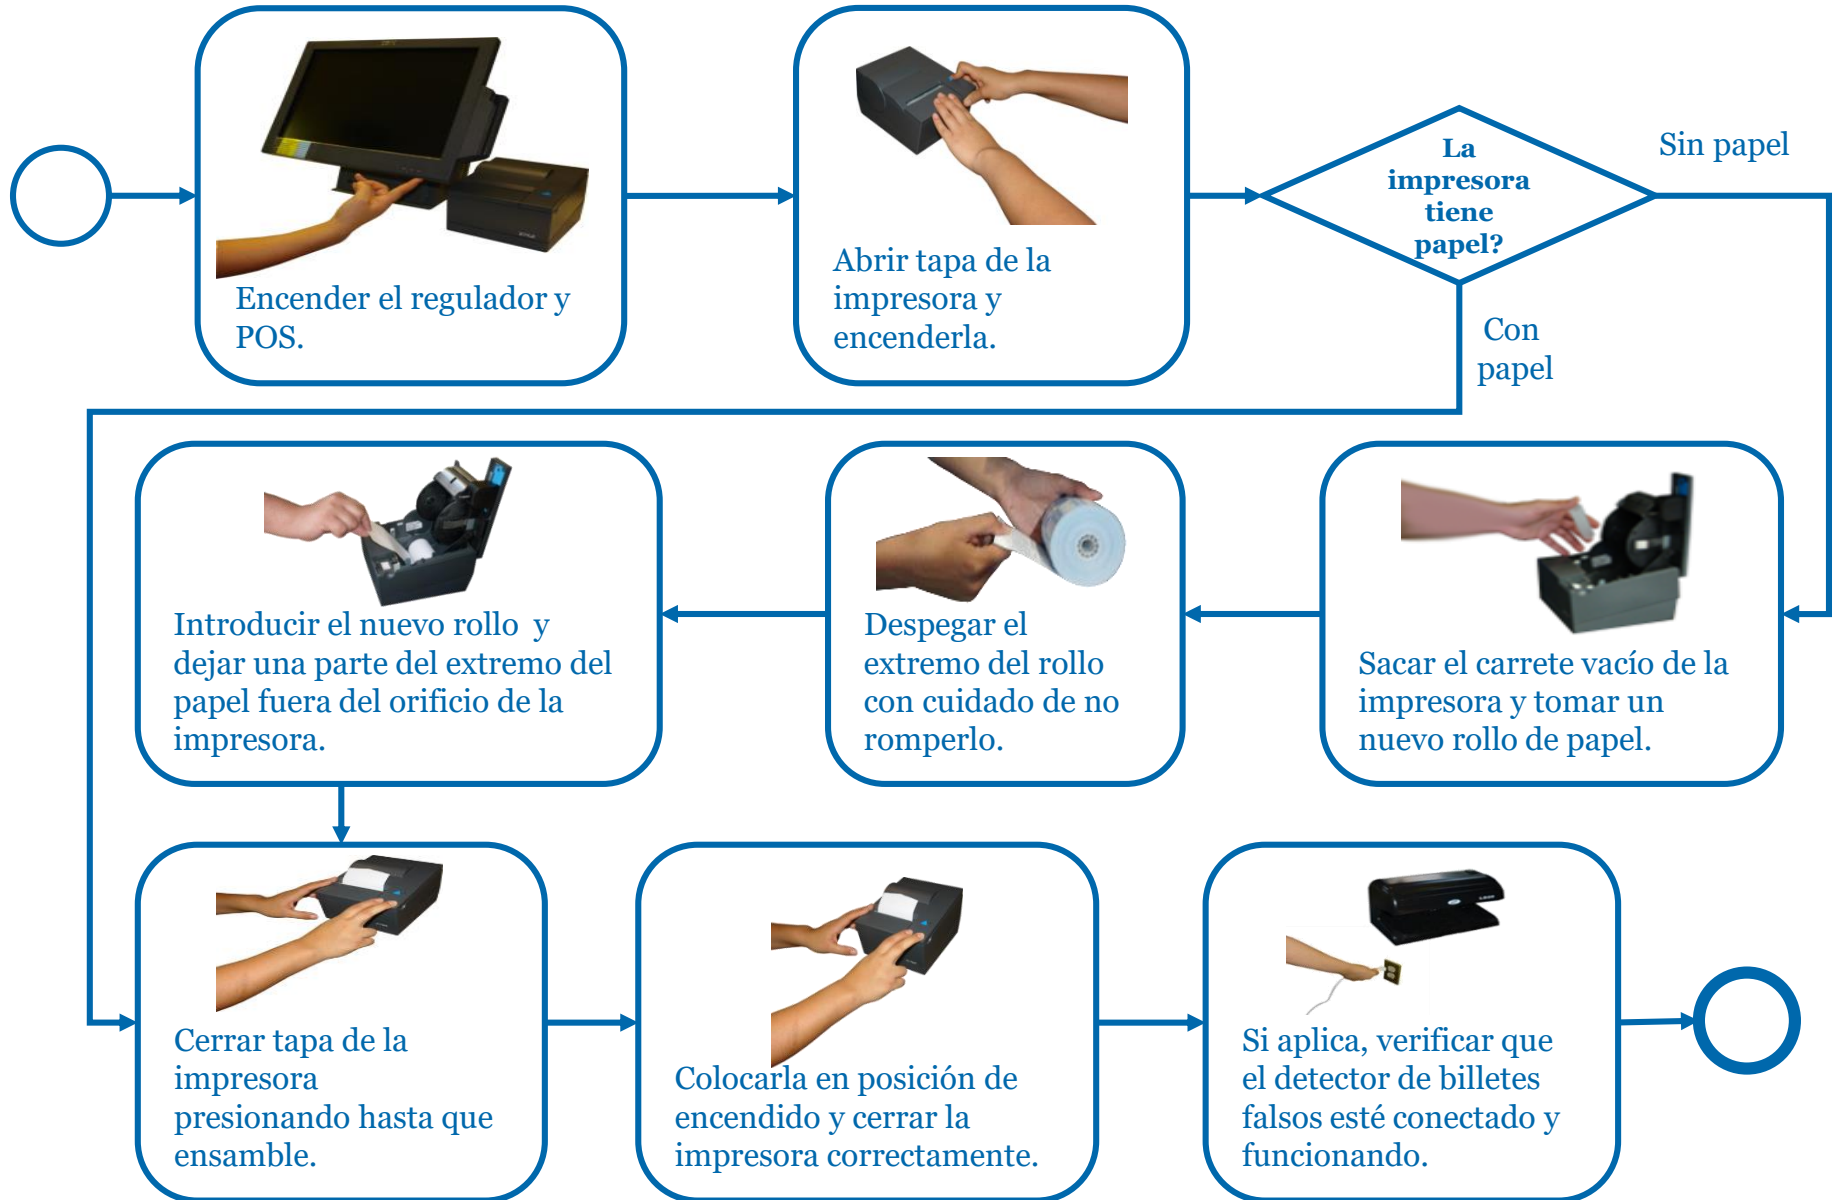 Encender el regulador y
POS.
Abrir tapa de la
impresora y
encenderla.
La
impresora
tiene
papel?
Sin papel
Con
papel
Introducir el nuevo rollo  y
dejar una parte del extremo del
papel fuera del orificio de la
impresora.
Despegar el
extremo del rollo
con cuidado de no
romperlo.
Sacar el carrete vacío de la
impresora y tomar un
nuevo rollo de papel.
Cerrar tapa de la
impresora
presionando hasta que
ensamble.
Colocarla en posición de
encendido y cerrar la
impresora correctamente.
Si aplica, verificar que
el detector de billetes
falsos esté conectado y
funcionando.